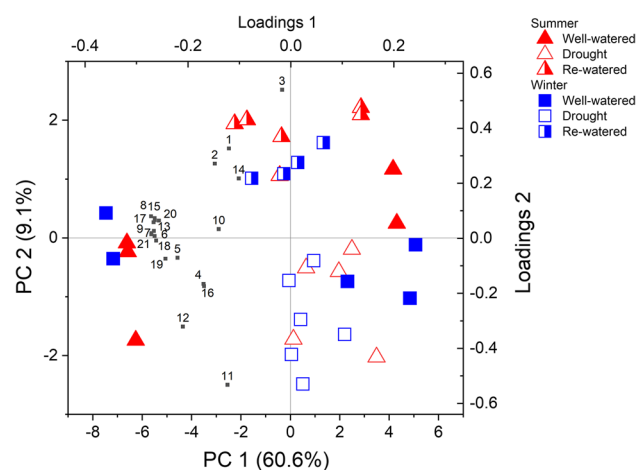 Loadings 1
-0.4 -0.2 0.0 0.2
Summer
Well-watered
Drought
Re-watered
Winter
Well-watered
Drought
Re-watered
PC 2 (9.1%)
2
0
-2
Loadings 2
0.6
0.4
0.2
0.0
-0.2
-0.4
-0.6
3
1
2
14
8 15 20
17 13
10
9 7 6
21 18 5
19
4
16
12
11
-8 -6 -4 -2 0 2 4 6
PC 1 (60.6%)